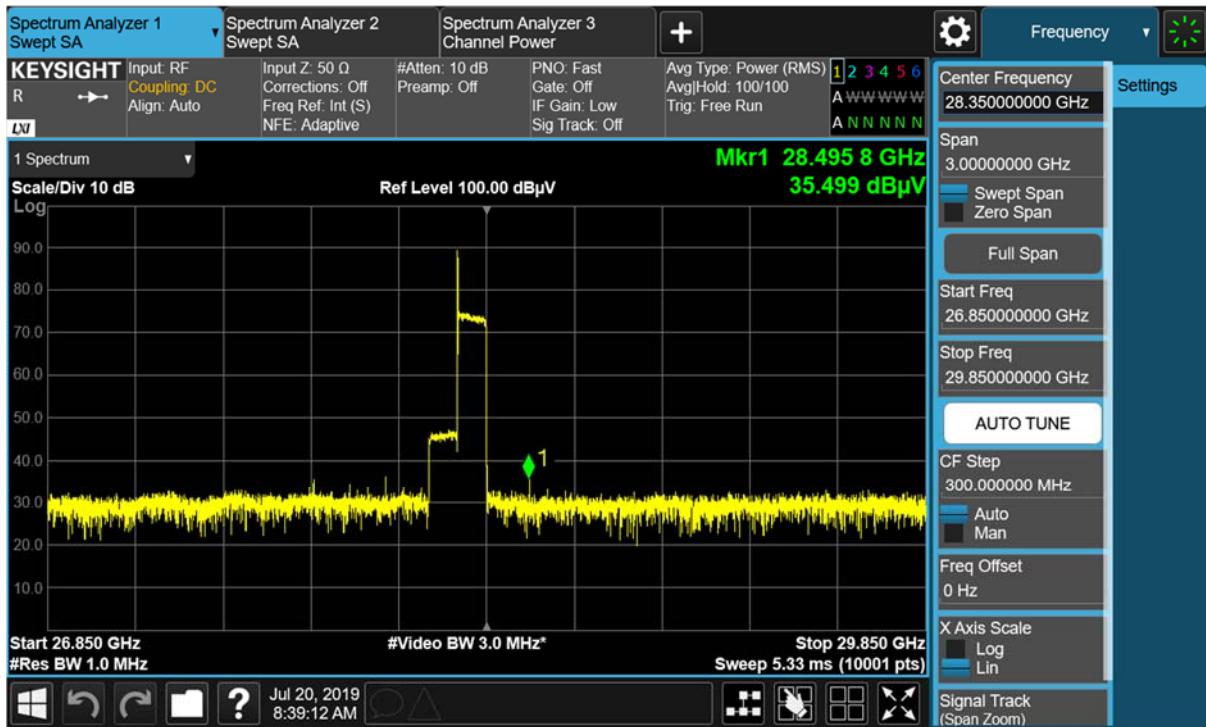 Spectrum Analyzer 1
Swept SA
Spectrum Analyzer 2
Swept SA
Spectrum Analyzer 3
Channel Power
+
Frequency
KEYSIGHT
R
LXI
Input: RF
Coupling: DC
Align: Auto
Input Z: 50 Ω
Corrections: Off
Freq Ref: Int (S)
NFE: Adaptive
#Atten: 10 dB
Preamp: Off
PNO: Fast
Gate: Off
IF Gain: Low
Sig Track: Off
Avg Type: Power (RMS)
Avg|Hold: 100/100
Trig: Free Run
1 2 3 4 5 6
A W W W W W
A N N N N N
1 Spectrum
Scale/Div 10 dB
Log
Ref Level 100.00 dBµV
Mkr1 28.495 8 GHz
35.499 dBµV
90.0
80.0
70.0
60.0
50.0
40.0
30.0
20.0
10.0
1
Start 26.850 GHz
#Res BW 1.0 MHz
#Video BW 3.0 MHz*
Stop 29.850 GHz
Sweep 5.33 ms (10001 pts)
Center Frequency
28.350000000 GHz
Settings
Span
3.00000000 GHz
Swept Span
Zero Span
Full Span
Start Freq
26.850000000 GHz
Stop Freq
29.850000000 GHz
AUTO TUNE
CF Step
300.000000 MHz
Auto
Man
Freq Offset
0 Hz
X Axis Scale
Log
Lin
Signal Track
(Span Zoom)
?
Jul 20, 2019
8:39:12 AM